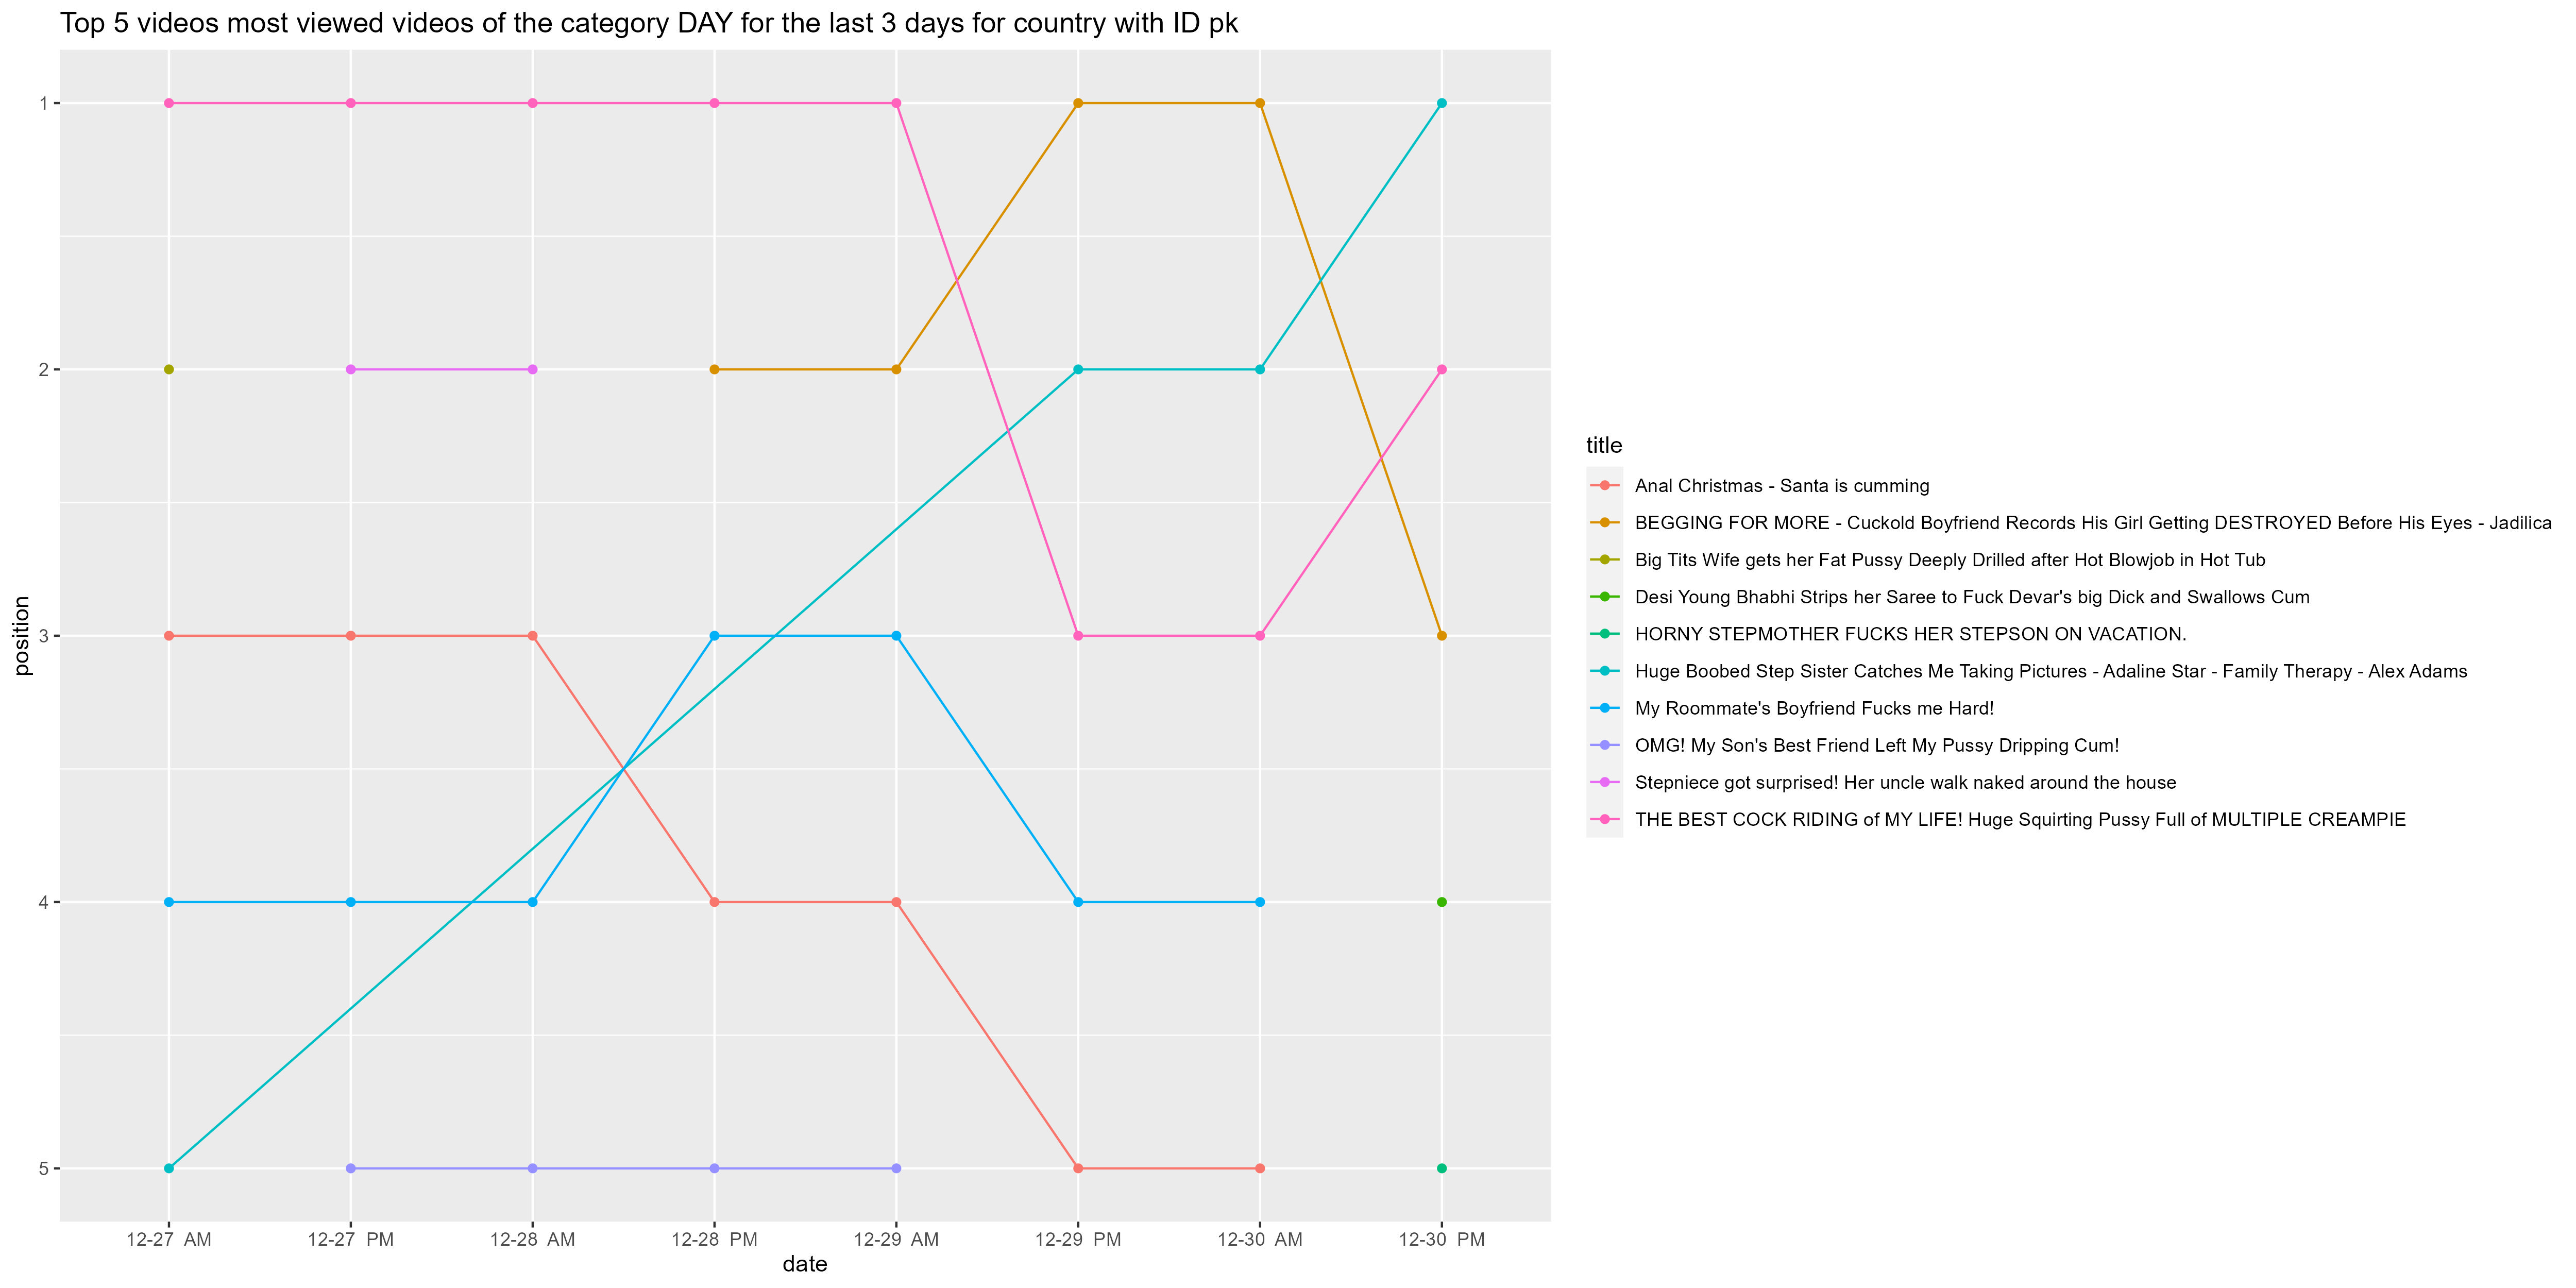 Top 5 videos most viewed videos of the category DAY for the last 3 days for country with ID pk
position
1
2
3
4
5
12-27 AM
12-27 PM
12-28 AM
12-28 PM
12-29 AM
12-29 PM
12-30 AM
12-30 PM
date
title
Anal Christmas - Santa is cumming
BEGGING FOR MORE - Cuckold Boyfriend Records His Girl Getting DESTROYED Before His Eyes - Jadilica
Big Tits Wife gets her Fat Pussy Deeply Drilled after Hot Blowjob in Hot Tub
Desi Young Bhabhi Strips her Saree to Fuck Devar's big Dick and Swallows Cum
HORNY STEPMOTHER FUCKS HER STEPSON ON VACATION.
Huge Boobed Step Sister Catches Me Taking Pictures - Adaline Star - Family Therapy - Alex Adams
My Roommate's Boyfriend Fucks me Hard!
OMG! My Son's Best Friend Left My Pussy Dripping Cum!
Stepniece got surprised! Her uncle walk naked around the house
THE BEST COCK RIDING of MY LIFE! Huge Squirting Pussy Full of MULTIPLE CREAMPIE